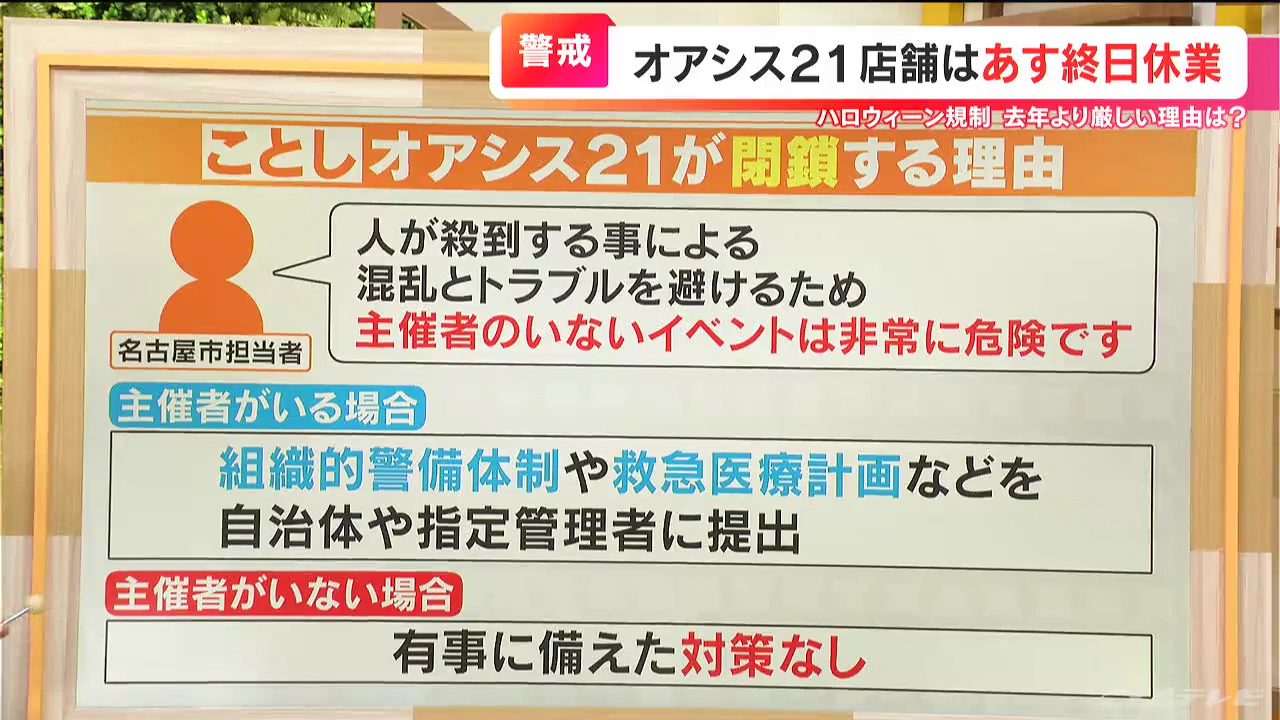 警戒
オアシス21店舗はあす終日休業
ハロウィーン規制 去年より厳しい理由は?
ことしオアシス21が閉鎖する理由
人が殺到する事による
混乱とトラブルを避けるため
主催者のいないイベントは非常に危険です
名古屋市担当者
主催者がいる場合
組織的警備体制や救急医療計画などを
自治体や指定管理者に提出
主催者がいない場合
有事に備えた対策なし
テレビ